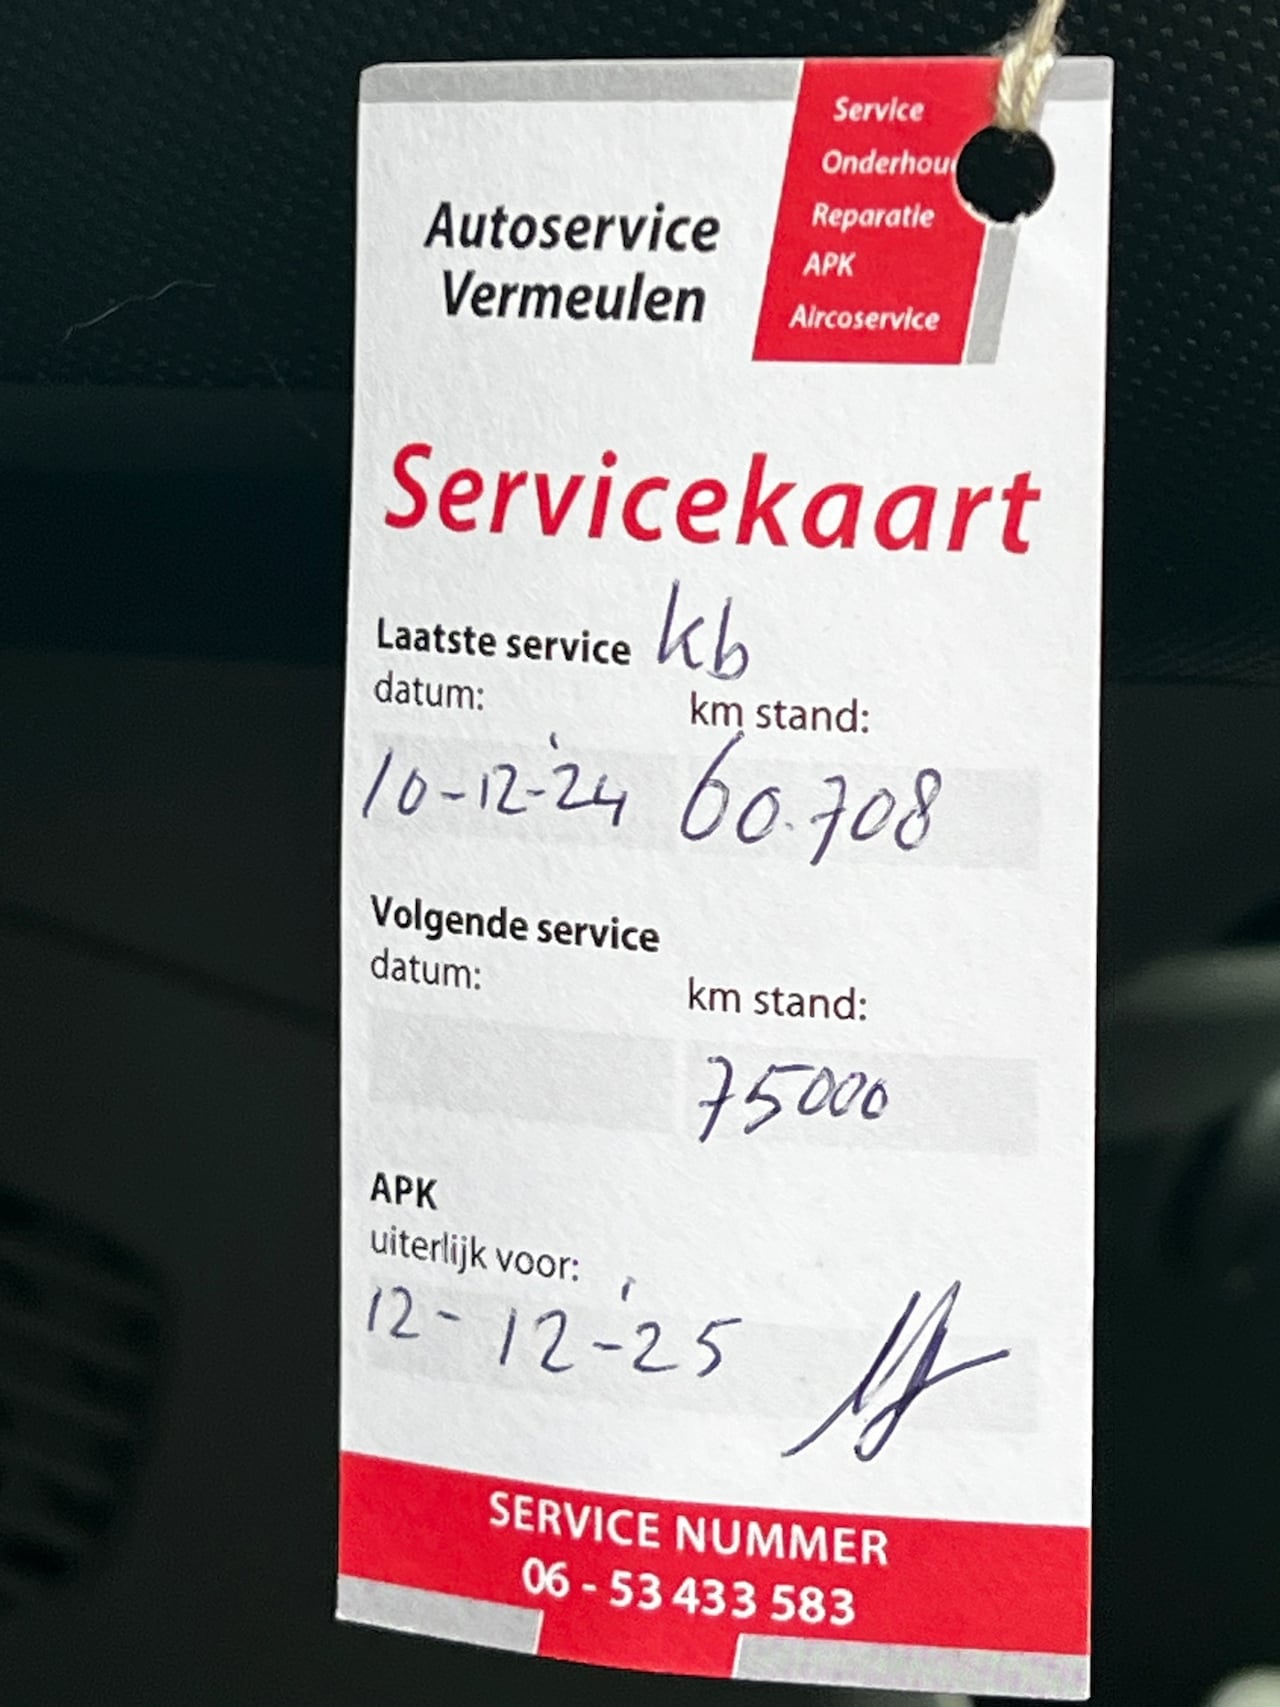 Service
Onderhou
Reparatie
APK
Aircoservice
Autoservice
Vermeulen
Servicekaart
Laatste service kb
datum: km stand:
10-12-'24 60.708
Volgende service
datum: km stand:
75000
APK
uiterlijk voor:
12-12-'25
SERVICE NUMMER
06 - 53 433 583